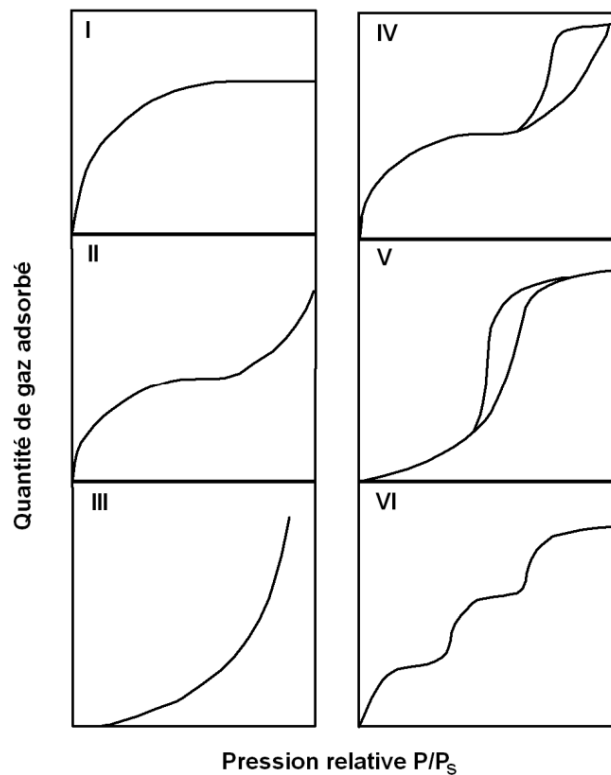 I
IV
II
V
III
VI
Quantité de gaz adsorbé
Pression relative P/PS